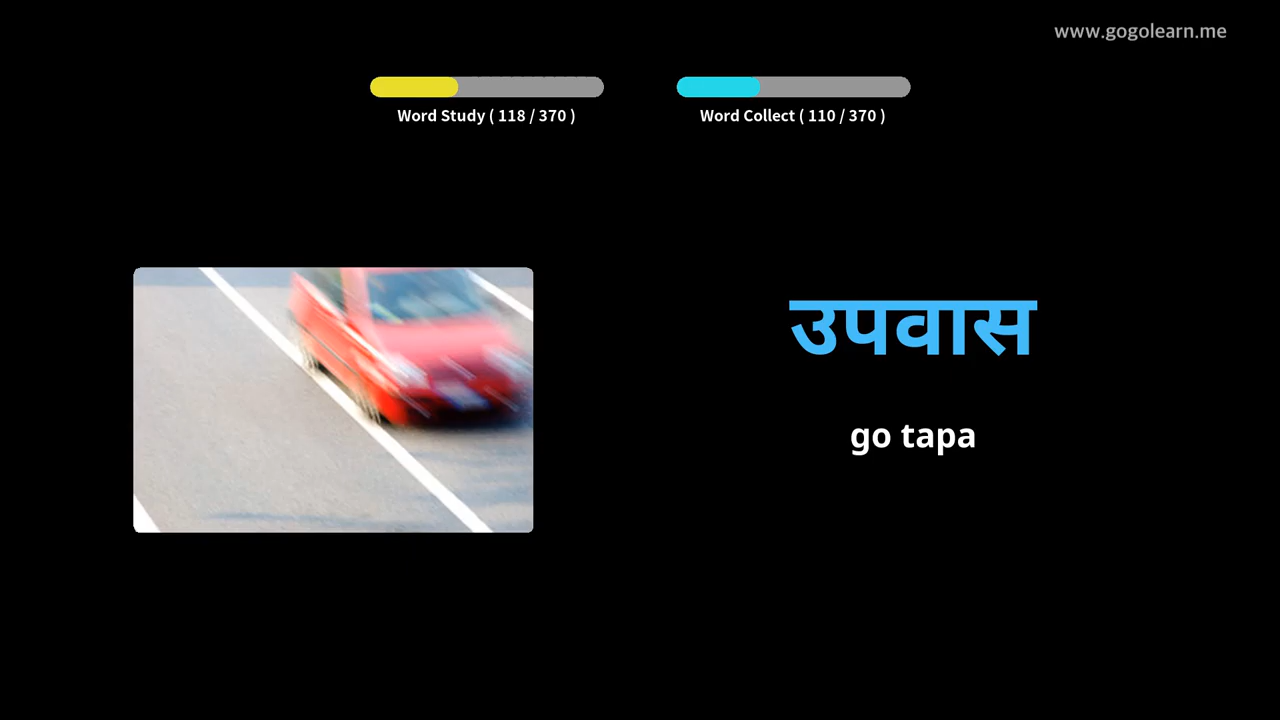 www.gogolearn.me
Word Study ( 118 / 370 )
Word Collect ( 110 / 370 )
उपवास
go tapa